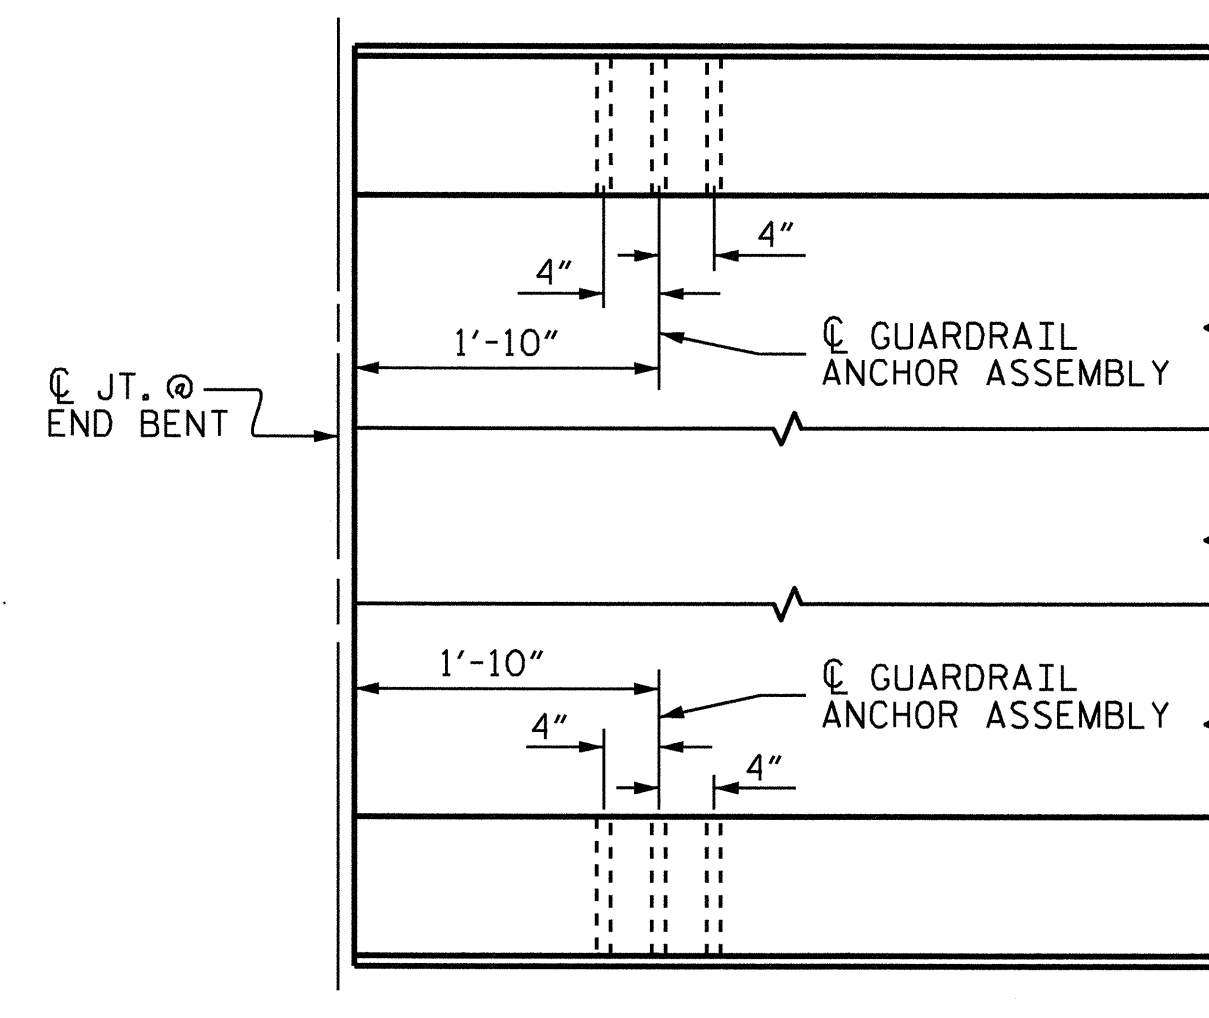 4"
4"
1'-10"
℄ GUARDRAIL
ANCHOR ASSEMBLY
℄ JT. @
END BENT
1'-10"
℄ GUARDRAIL
ANCHOR ASSEMBLY
4"
4"